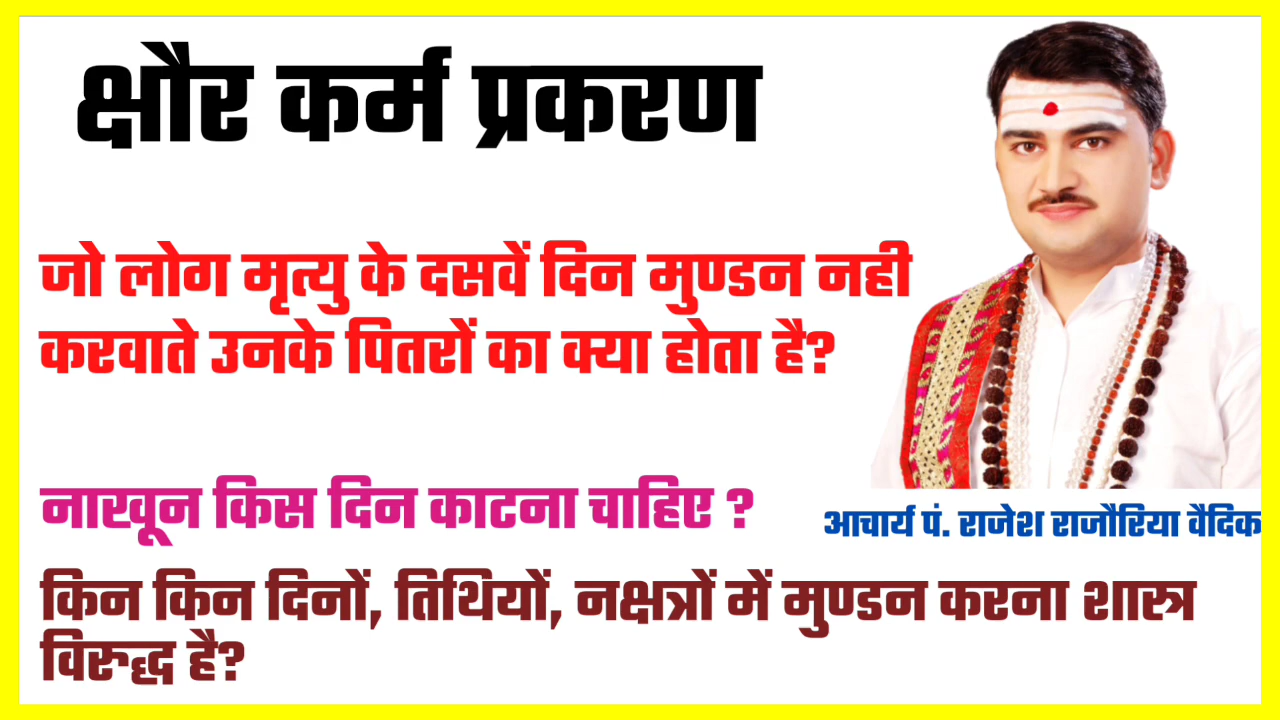 क्षौर कर्म प्रकरण
जो लोग मृत्यु के दसवें दिन मुण्डन नही
करवाते उनके पितरों का क्या होता है?
नाखून किस दिन काटना चाहिए ?
आचार्य पं. राजेश राजौरिया वैदिक
किन किन दिनों, तिथियों, नक्षत्रों में मुण्डन करना शास्त्र
विरुद्ध है?